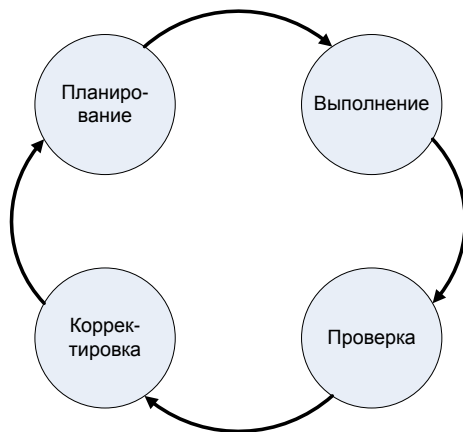 Планиро-
вание
Выполнение
Проверка
Коррек-
тировка